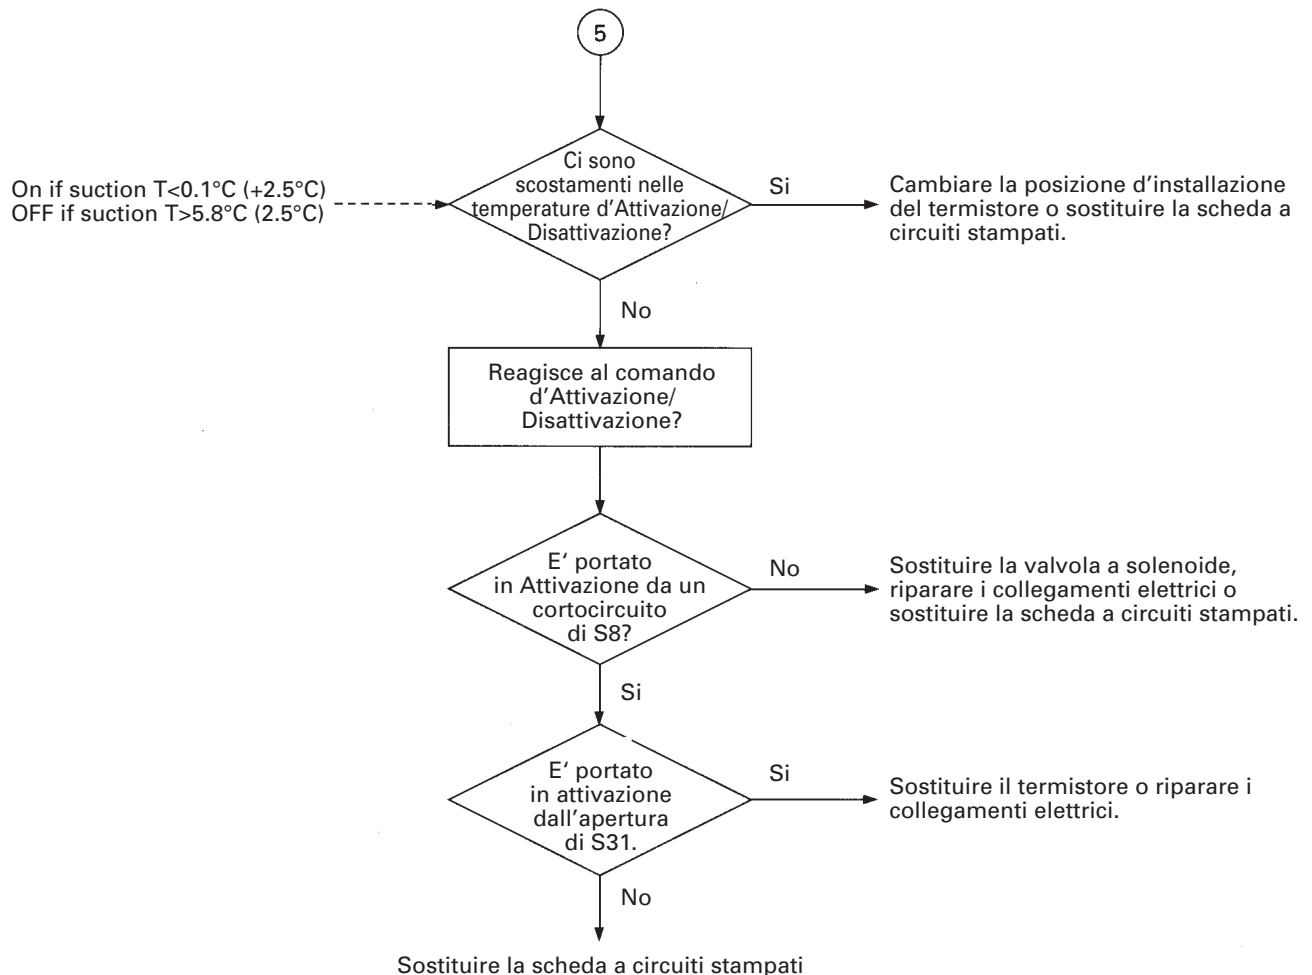 5
Ci sono
scostamenti nelle
temperature d'Attivazione/
Disattivazione?
On if suction T<0.1°C (+2.5°C)
OFF if suction T>5.8°C (2.5°C)
Si
Cambiare la posizione d'installazione
del termistore o sostituire la scheda a
circuiti stampati.
No
Reagisce al comando
d'Attivazione/
Disattivazione?
E' portato
in Attivazione da un
cortocircuito
di S8?
No
Sostituire la valvola a solenoide,
riparare i collegamenti elettrici o
sostituire la scheda a circuiti stampati.
Si
E' portato
in attivazione
dall'apertura
di S31.
Si
Sostituire il termistore o riparare i
collegamenti elettrici.
No
Sostituire la scheda a circuiti stampati